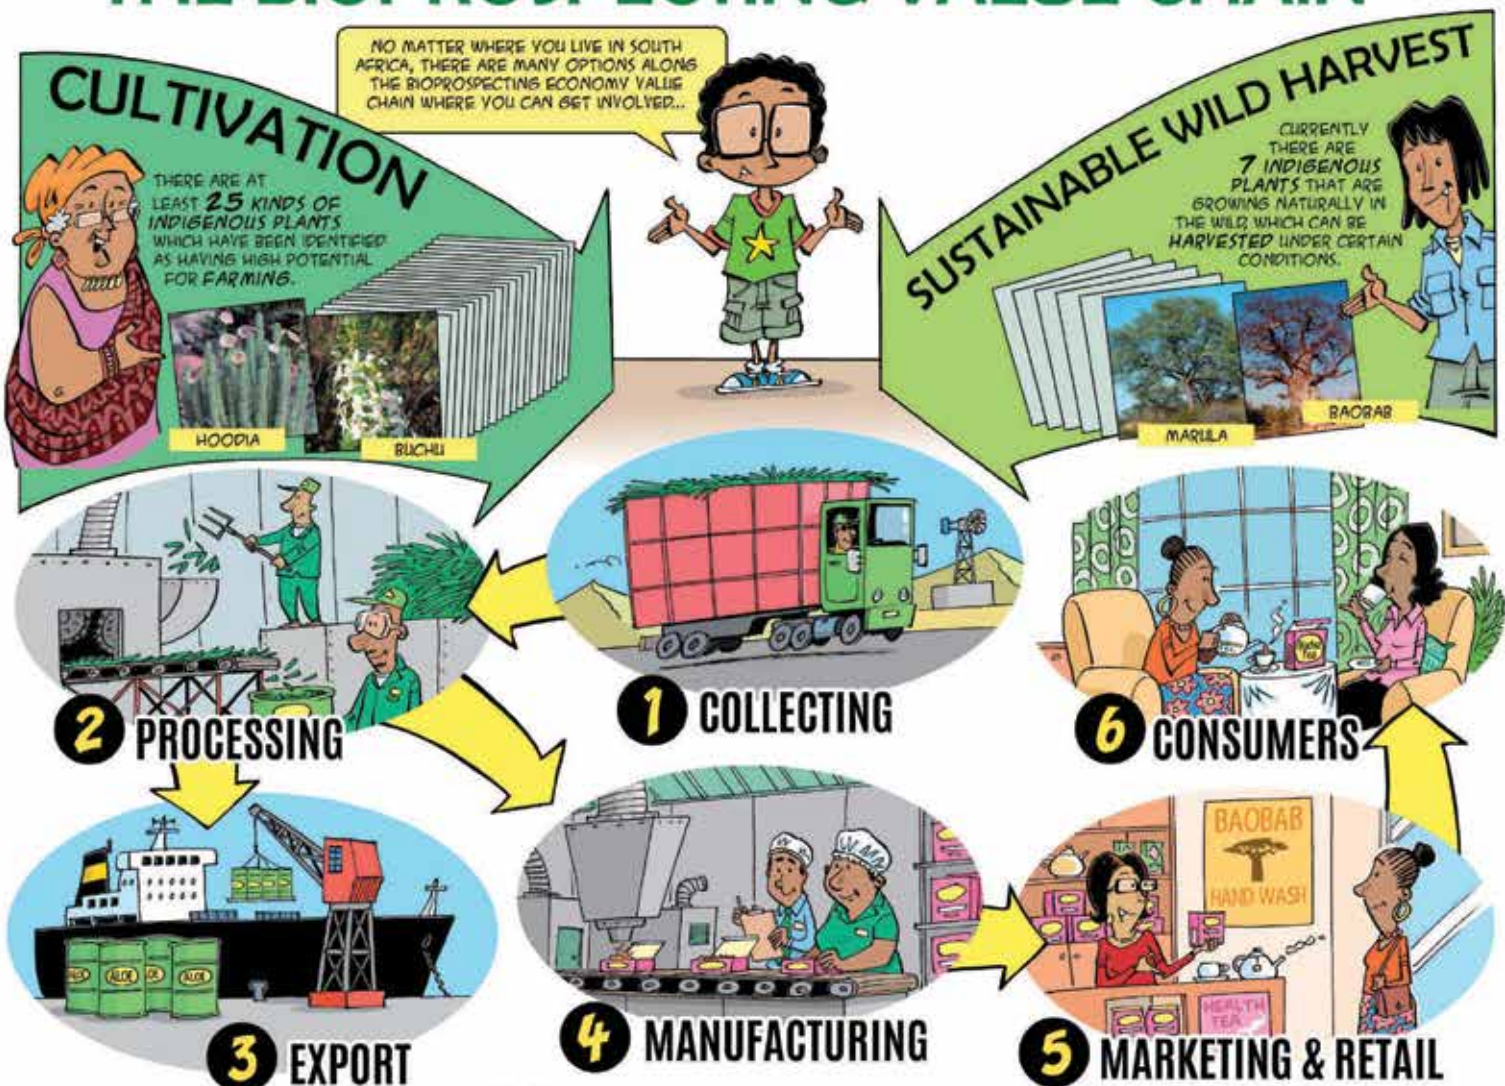 THE BIOPROSPECTING VALUE CHAIN
CULTIVATION
THERE ARE AT
LEAST 25 KINDS OF
INDIGENOUS PLANTS
WHICH HAVE BEEN IDENTIFIED
AS HAVING HIGH POTENTIAL
FOR FARMING.
HOODIA
BUCHU
NO MATTER WHERE YOU LIVE IN SOUTH
AFRICA, THERE ARE MANY OPTIONS ALONG
THE BIOPROSPECTING ECONOMY VALUE
CHAIN WHERE YOU CAN GET INVOLVED...
SUSTAINABLE WILD HARVEST
CURRENTLY
THERE ARE
7 INDIGENOUS
PLANTS THAT ARE
GROWING NATURALLY IN
THE WILD, WHICH CAN BE
HARVESTED UNDER CERTAIN
CONDITIONS.
MARULA
BAOBAB
1 COLLECTING
2 PROCESSING
3 EXPORT
ALOE
ALOE
4 MANUFACTURING
5 MARKETING & RETAIL
BAOBAB
HAND WASH
HEALTH
TEA
6 CONSUMERS